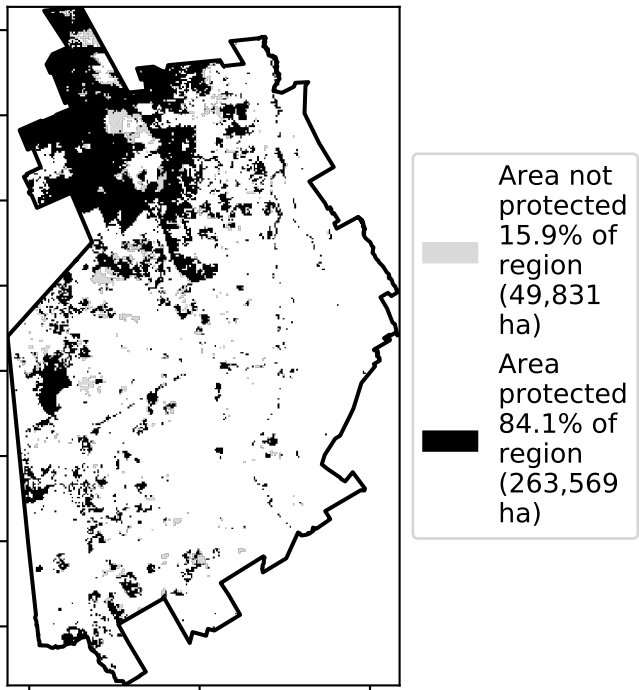 Area not
protected
15.9% of
region
(49,831
ha)
Area
protected
84.1% of
region
(263,569
ha)